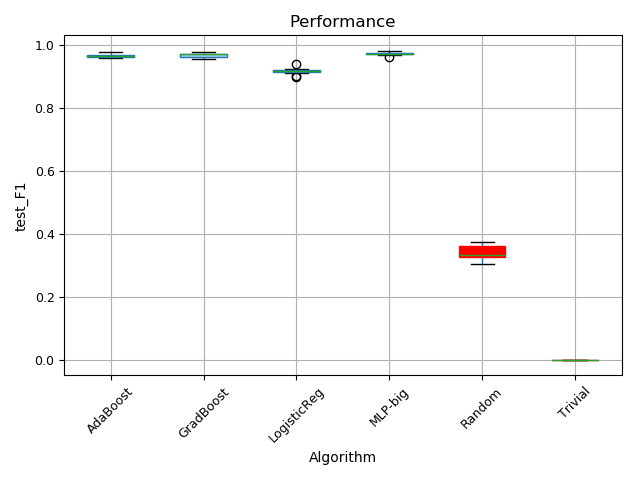 Performance
1.0
0.8
0.6
0.4
0.2
0.0
test_F1
AdaBoost
GradBoost
LogisticReg
MLP-big
Random
Trivial
Algorithm